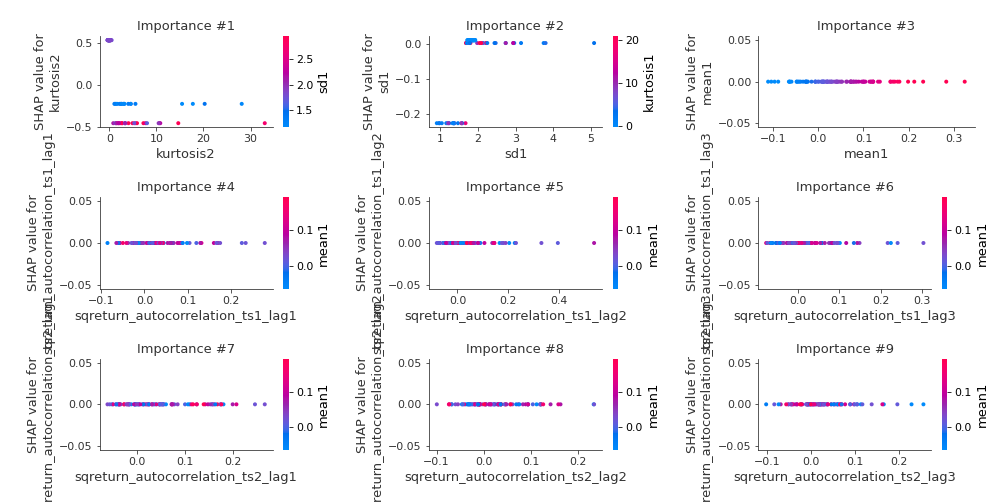 Importance #1
Importance #2
Importance #3
SHAP value for
kurtosis2
0.5
0.0
−0.5
0
10
20
30
kurtosis2
2.5
2.0
1.5
sd1
SHAP value for
sd1
0.0
−0.1
−0.2
1
2
3
4
5
sd1
20
10
0
kurtosis1
SHAP value for
mean1
0.05
0.00
−0.05
−0.1
0.0
0.1
0.2
0.3
mean1
Importance #4
Importance #5
Importance #6
SHAP value for
sqreturn_autocorrelation_ts1_lag1
0.05
0.00
−0.05
−0.1
0.0
0.1
0.2
sqreturn_autocorrelation_ts1_lag1
0.1
0.0
mean1
SHAP value for
sqreturn_autocorrelation_ts1_lag2
0.05
0.00
−0.05
0.0
0.2
0.4
sqreturn_autocorrelation_ts1_lag2
0.1
0.0
mean1
SHAP value for
sqreturn_autocorrelation_ts1_lag3
0.05
0.00
−0.05
0.0
0.1
0.2
0.3
sqreturn_autocorrelation_ts1_lag3
0.1
0.0
mean1
Importance #7
Importance #8
Importance #9
SHAP value for
return_autocorrelation_ts2_lag1
0.05
0.00
−0.05
0.0
0.1
0.2
sqreturn_autocorrelation_ts2_lag1
0.1
0.0
mean1
SHAP value for
return_autocorrelation_ts2_lag2
0.05
0.00
−0.05
−0.1
0.0
0.1
0.2
sqreturn_autocorrelation_ts2_lag2
0.1
0.0
mean1
SHAP value for
return_autocorrelation_ts2_lag3
0.05
0.00
−0.05
−0.1
0.0
0.1
0.2
sqreturn_autocorrelation_ts2_lag3
0.1
0.0
mean1